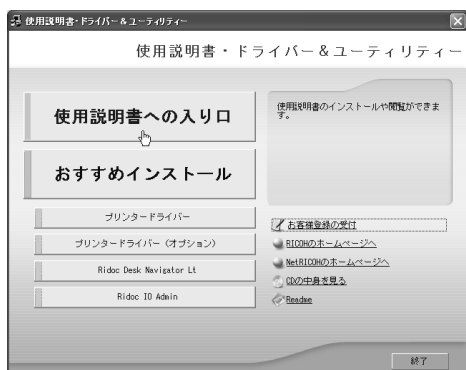 使用説明書・ドライバー＆ユーティリティー
使用説明書・ドライバー＆ユーティリティー
使用説明書への入り口
使用説明書のインストールや閲覧ができま
す。
おすすめインストール
プリンタードライバー
プリンタードライバー（オプション）
Ridoc Desk Navigator Lt
Ridoc IO Admin
お客様登録の受付
RICOHのホームページへ
NetRICOHのホームページへ
CDの中身を見る
Readme
終了